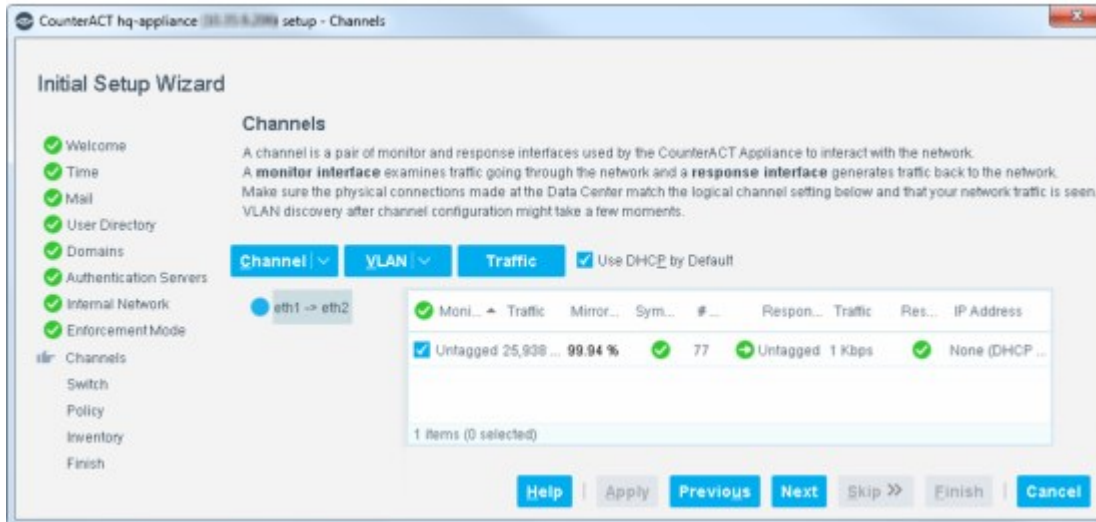 CounterACT hq-appliance setup - Channels
Initial Setup Wizard
Welcome
Time
Mail
User Directory
Domains
Authentication Servers
Internal Network
Enforcement Mode
Channels
Switch
Policy
Inventory
Finish
Channels
A channel is a pair of monitor and response interfaces used by the CounterACT Appliance to interact with the network.
A monitor interface examines traffic going through the network and a response interface generates traffic back to the network.
Make sure the physical connections made at the Data Center match the logical channel setting below and that your network traffic is seen.
VLAN discovery after channel configuration might take a few moments.
Channel VLAN Traffic Use DHCP by Default
eth1 -> eth2
Moni... Traffic Mirror... Sym... # ... Respon... Traffic Res... IP Address
Untagged 25,938 ... 99.94 % 77 Untagged 1 Kbps None (DHCP ...
1 items (0 selected)
Help Apply Previous Next Skip >> Finish Cancel